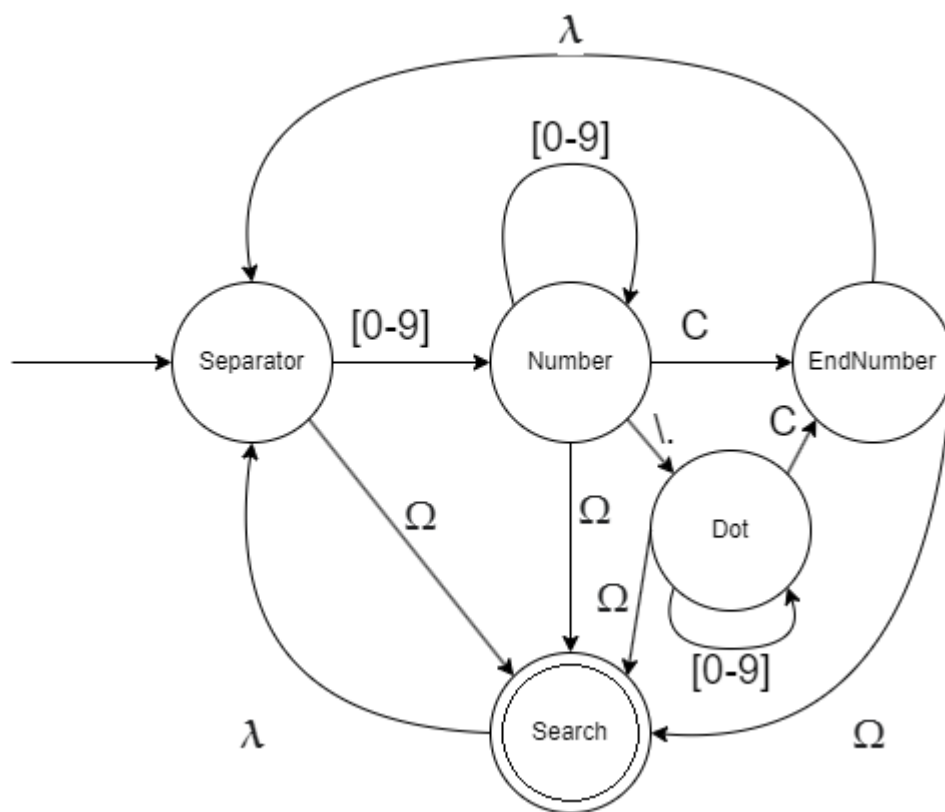 λ
[0-9]
[0-9]
C
Separator
Number
EndNumber
\.
C
Ω
Ω
Dot
Ω
[0-9]
Search
λ
Ω